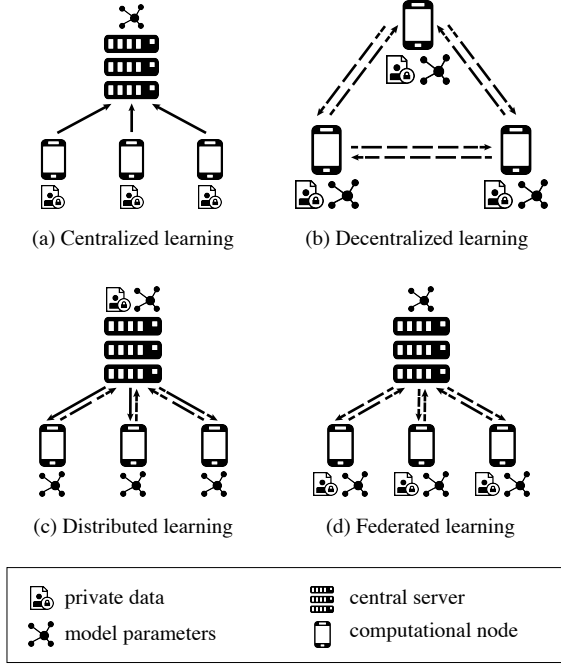 (a) Centralized learning
(b) Decentralized learning
(c) Distributed learning
(d) Federated learning
private data
central server
model parameters
computational node